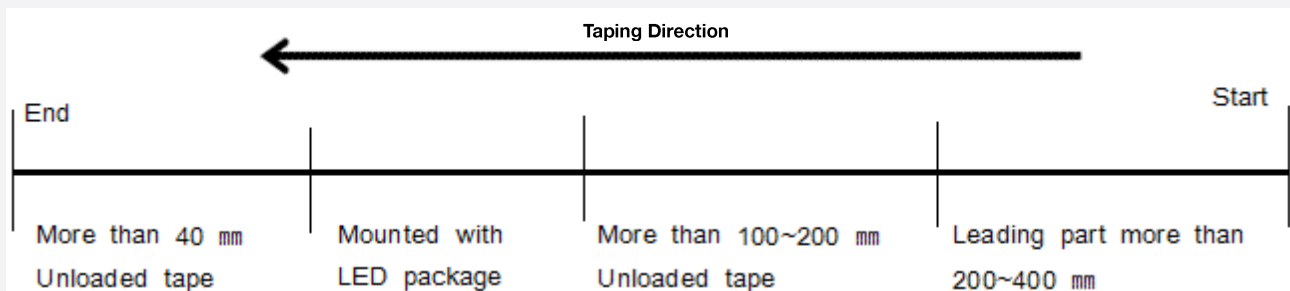 Taping Direction
End
Start
More than 40 ㎜
Unloaded tape
Mounted with
LED package
More than 100~200 ㎜
Unloaded tape
Leading part more than
200~400 ㎜